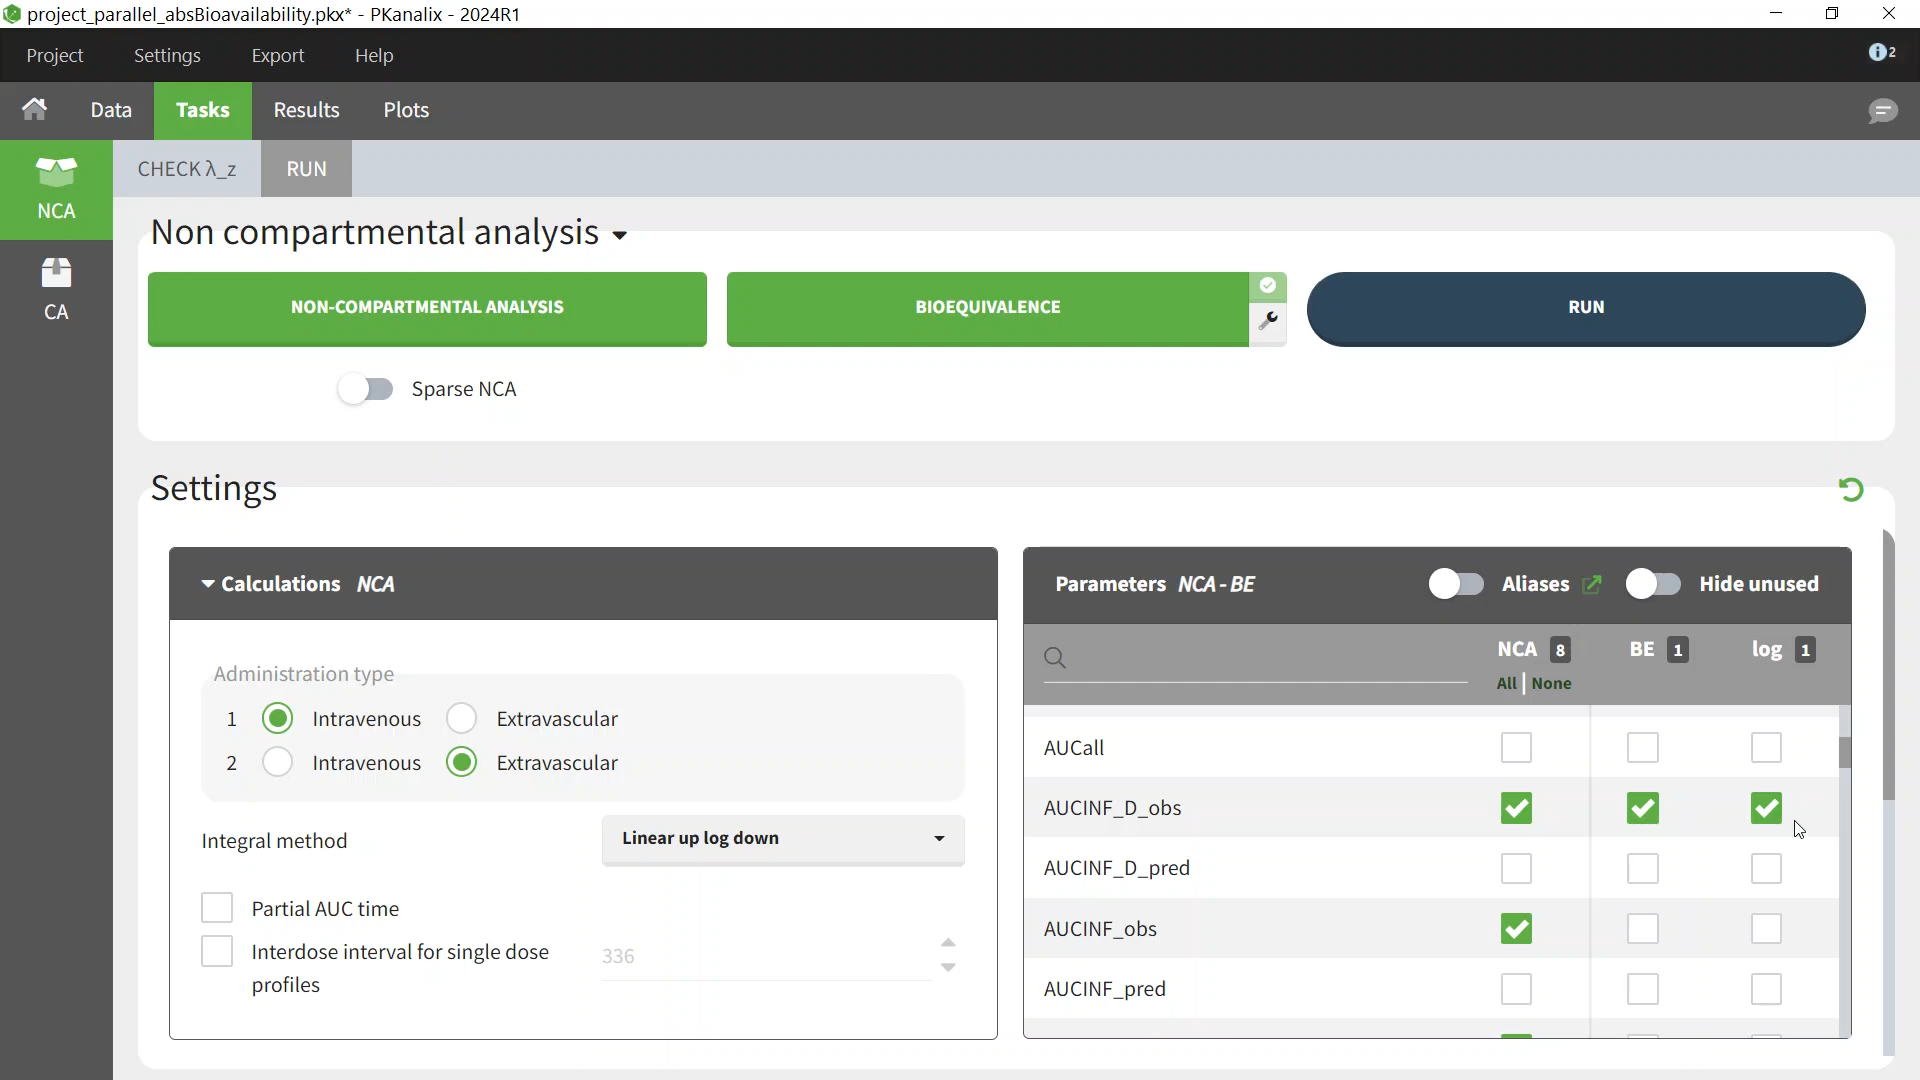 project_parallel_absBioavailability.pkx* - PKanalix - 2024R1
Project Settings Export Help
2
Data Tasks Results Plots
CHECK λ_z RUN
NCA
CA
Non compartmental analysis
NON-COMPARTMENTAL ANALYSIS BIOEQUIVALENCE RUN
Sparse NCA
Settings
Calculations NCA
Administration type
1 Intravenous Extravascular
2 Intravenous Extravascular
Integral method Linear up log down
Partial AUC time
Interdose interval for single dose
profiles
336
Parameters NCA - BE Aliases Hide unused
NCA 8 BE 1 log 1
All | None
AUCall
AUCINF_D_obs
AUCINF_D_pred
AUCINF_obs
AUCINF_pred